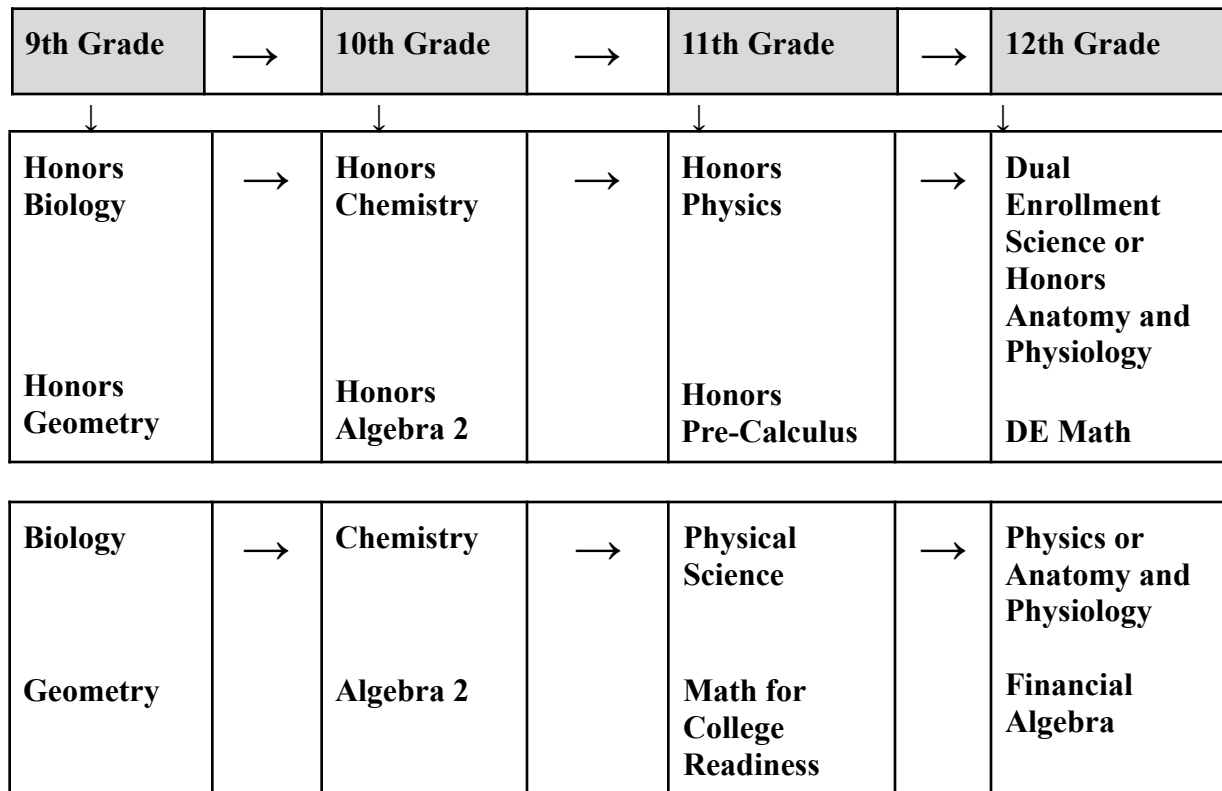 9th Grade → 10th Grade → 11th Grade → 12th Grade
↓ ↓ ↓ ↓
Honors
Biology
→
Honors
Chemistry
→
Honors
Physics
→
Dual
Enrollment
Science or
Honors
Anatomy and
Physiology
Honors
Geometry
Honors
Algebra 2
Honors
Pre-Calculus
DE Math
Biology
→
Chemistry
→
Physical
Science
→
Physics or
Anatomy and
Physiology
Geometry
Algebra 2
Math for
College
Readiness
Financial
Algebra